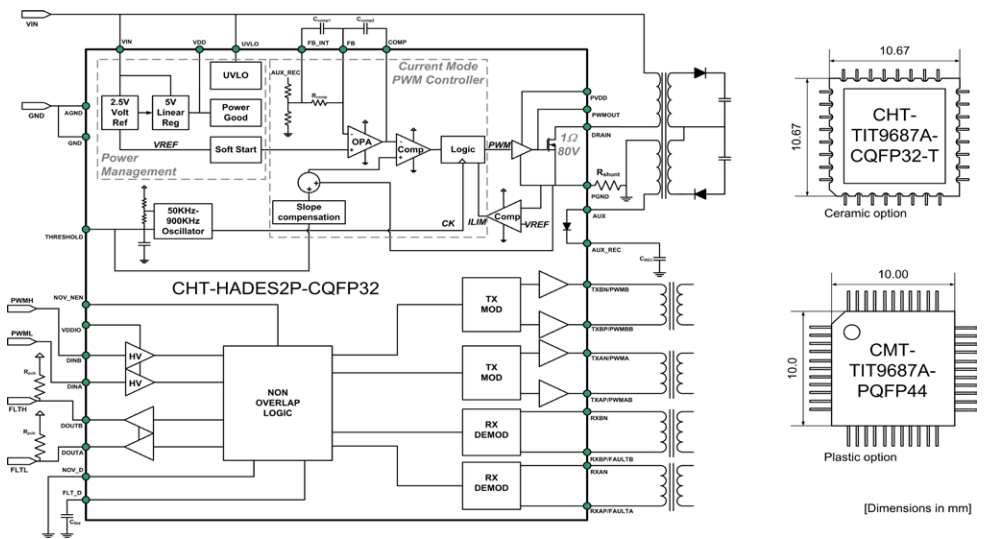 VIN
VIN
VDD
UVLO
Ccomp1
Ccomp2
FB_INT
FB
COMP
UVLO
2.5V
Volt
Ref
5V
Linear
Reg
Power
Good
VREF
Soft Start
Power
Management
AUX_REC
Rcomp
Current Mode
PWM Controller
OPA
Comp
Logic
PWM
1Ω
80V
Slope
compensation
Comp
VREF
ILIM
CK
50KHz-
900KHz
Oscillator
GND
AGND
GND
THRESHOLD
PVDD
PWMOUT
DRAIN
Rshunt
PGND
AUX
AUX_REC
CREC
CHT-HADES2P-CQFP32
NOV_NEN
PWMH
VDDIO
PWML
DINB
HV
DINA
HV
FLTH
DOUTB
DOUTA
FLTL
NOV_D
FLT_D
NON
OVERLAP
LOGIC
TX
MOD
TX
MOD
RX
DEMOD
RX
DEMOD
TXBN/PWMB
TXBP/PWMBB
TXAN/PWMA
TXAP/PWMAB
RXBN
RXBP/FAULTB
RXAN
RXAP/FAULTA
10.67
10.67
CHT-
TIT9687A-
CQFP32-T
Ceramic option
10.00
10.0
CMT-
TIT9687A-
PQFP44
Plastic option
[Dimensions in mm]